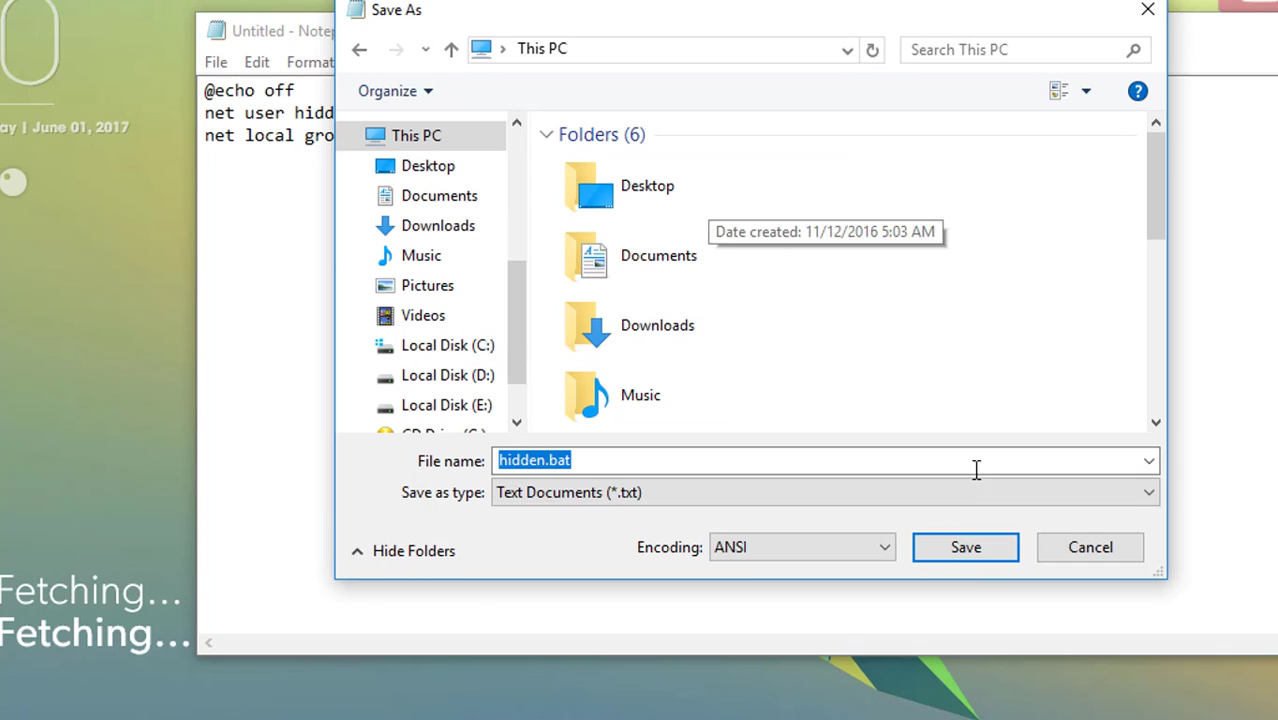 Save As
Untitled - Notep
This PC
Search This PC
File Edit Format
Organize
@echo off
net user hidd
net local gro
ay | June 01, 2017
This PC
Desktop
Documents
Downloads
Music
Pictures
Videos
Local Disk (C:)
Local Disk (D:)
Local Disk (E:)
Folders (6)
Desktop
Date created: 11/12/2016 5:03 AM
Documents
Downloads
Music
File name: hidden.bat
Save as type: Text Documents (*.txt)
Hide Folders
Encoding: ANSI
Save
Cancel
Fetching...
Fetching...